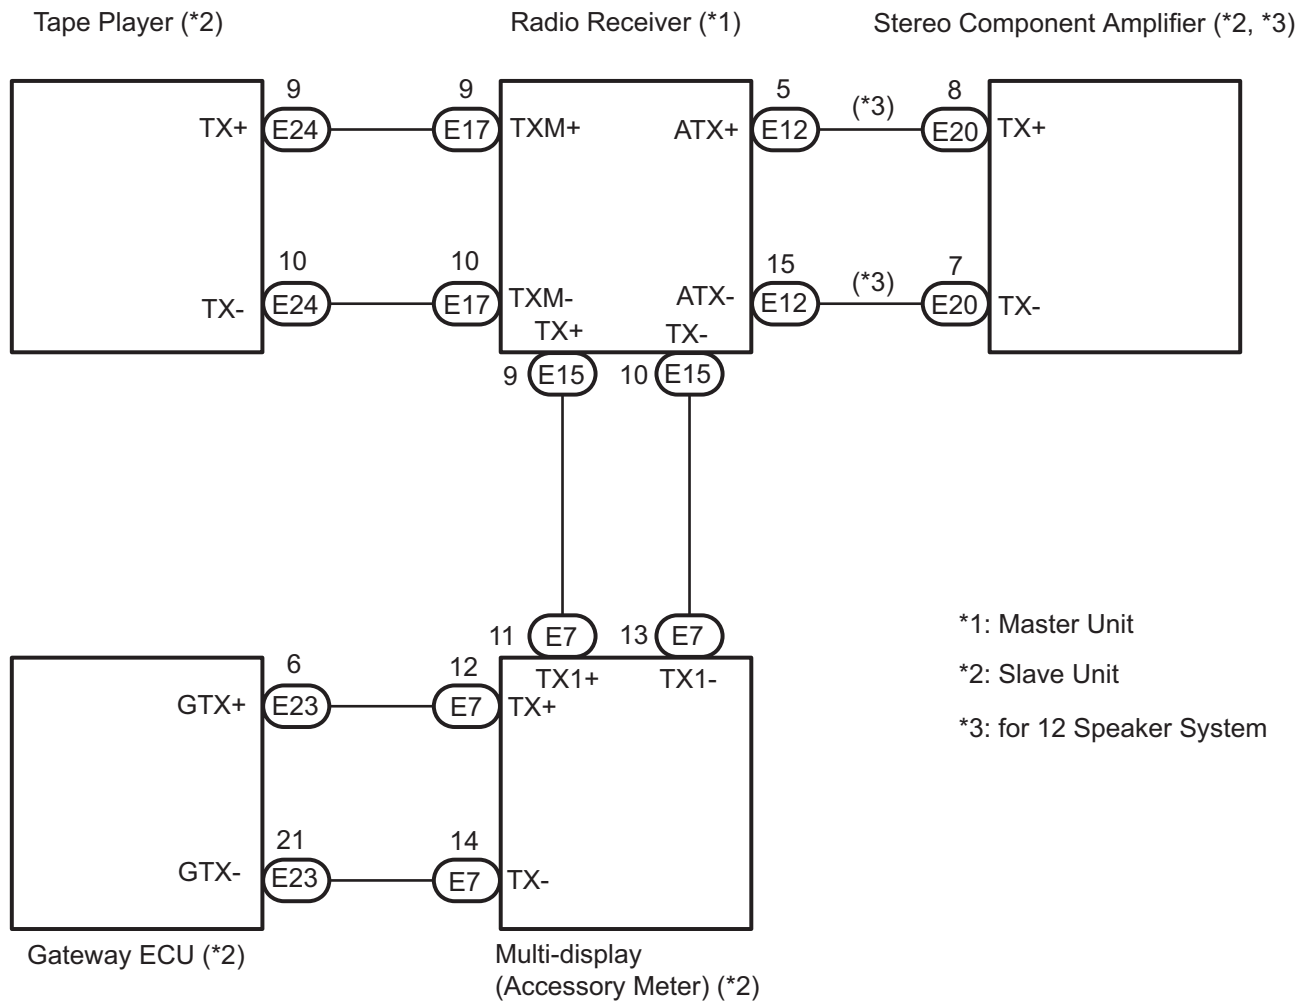 Tape Player (*2)
Radio Receiver (*1)
Stereo Component Amplifier (*2, *3)
9
9
5
(*3)
8
TX+
E24
E17
TXM+
ATX+
E12
E20
TX+
10
10
15
(*3)
7
TX-
E24
E17
TXM-
ATX-
E12
E20
TX-
TX+
TX-
9
E15
10
E15
11
E7
13
E7
TX1+
TX1-
6
12
GTX+
E23
E7
TX+
21
14
GTX-
E23
E7
TX-
Gateway ECU (*2)
Multi-display
(Accessory Meter) (*2)
*1: Master Unit
*2: Slave Unit
*3: for 12 Speaker System